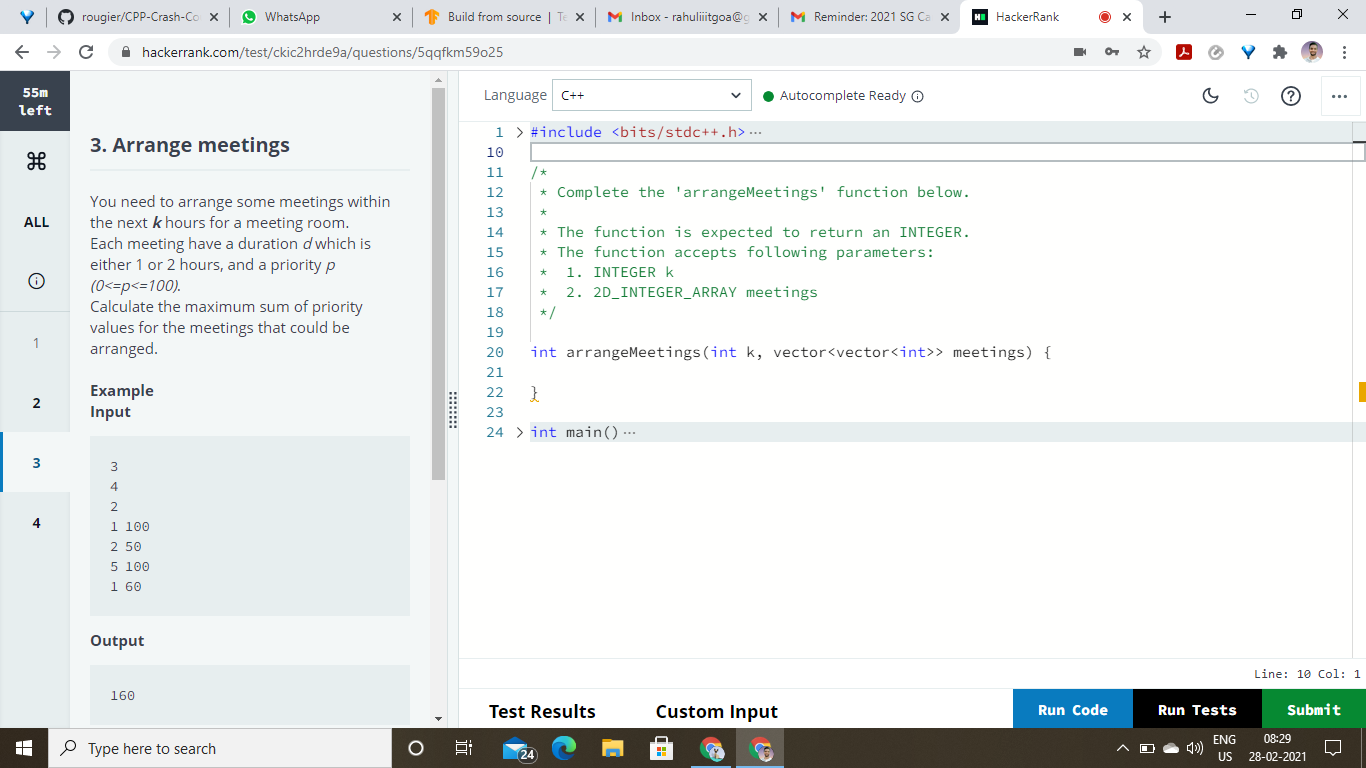 rougier/CPP-Crash-Co
WhatsApp
Build from source | Te
Inbox - rahuliiitgoa@g
Reminder: 2021 SG Ca
HackerRank
hackerrank.com/test/ckic2hrde9a/questions/5qqfkm59o25
55m
left
ALL
1
2
3
4
3. Arrange meetings
You need to arrange some meetings within
the next k hours for a meeting room.
Each meeting have a duration d which is
either 1 or 2 hours, and a priority p
(0<=p<=100).
Calculate the maximum sum of priority
values for the meetings that could be
arranged.
Example
Input
3
4
2
1 100
2 50
5 100
1 60
Output
160
Language C++ Autocomplete Ready
1 #include <bits/stdc++.h>
10
11 /*
12 * Complete the 'arrangeMeetings' function below.
13 *
14 * The function is expected to return an INTEGER.
15 * The function accepts following parameters:
16 * 1. INTEGER k
17 * 2. 2D_INTEGER_ARRAY meetings
18 */
19
20 int arrangeMeetings(int k, vector<vector<int>> meetings) {
21
22 }
23
24 int main()
Line: 10 Col: 1
Test Results Custom Input Run Code Run Tests Submit
Type here to search
24
ENG
US
08:29
28-02-2021